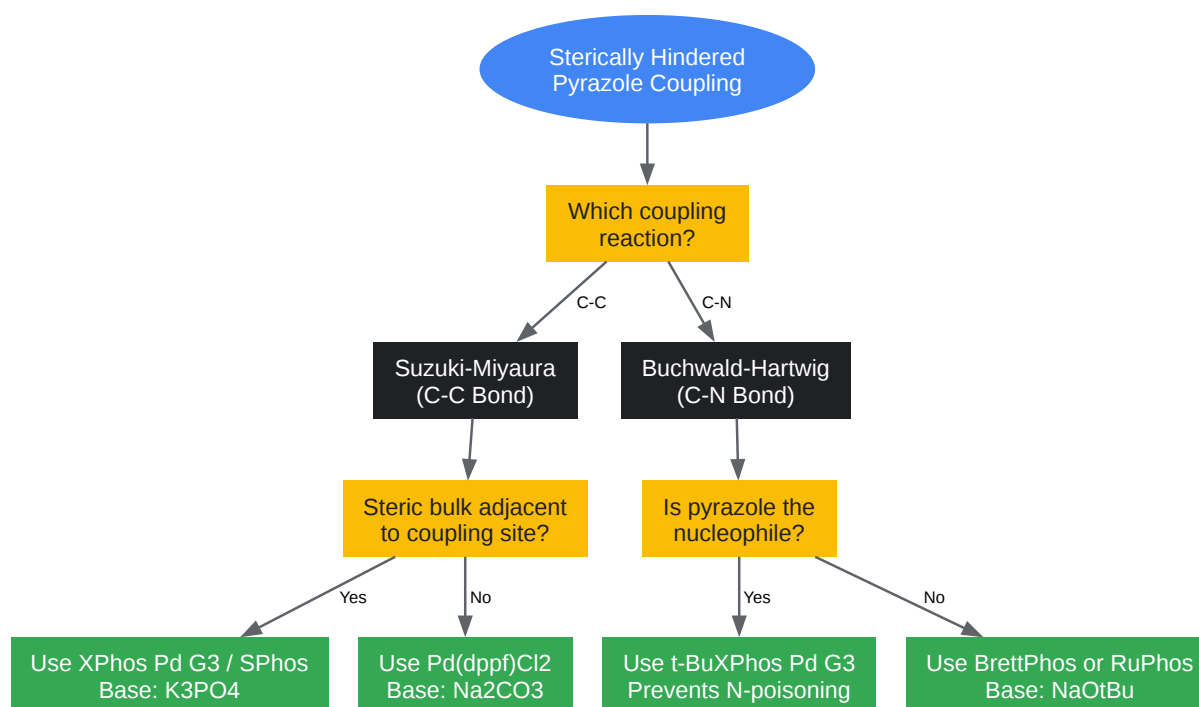 Sterically Hindered
Pyrazole Coupling
Which coupling
reaction?
C-C
C-N
Suzuki-Miyaura
(C-C Bond)
Buchwald-Hartwig
(C-N Bond)
Steric bulk adjacent
to coupling site?
Is pyrazole the
nucleophile?
Yes
No
Yes
No
Use XPhos Pd G3 / SPhos
Base: K3PO4
Use Pd(dppf)Cl2
Base: Na2CO3
Use t-BuXPhos Pd G3
Prevents N-poisoning
Use BrettPhos or RuPhos
Base: NaOtBu